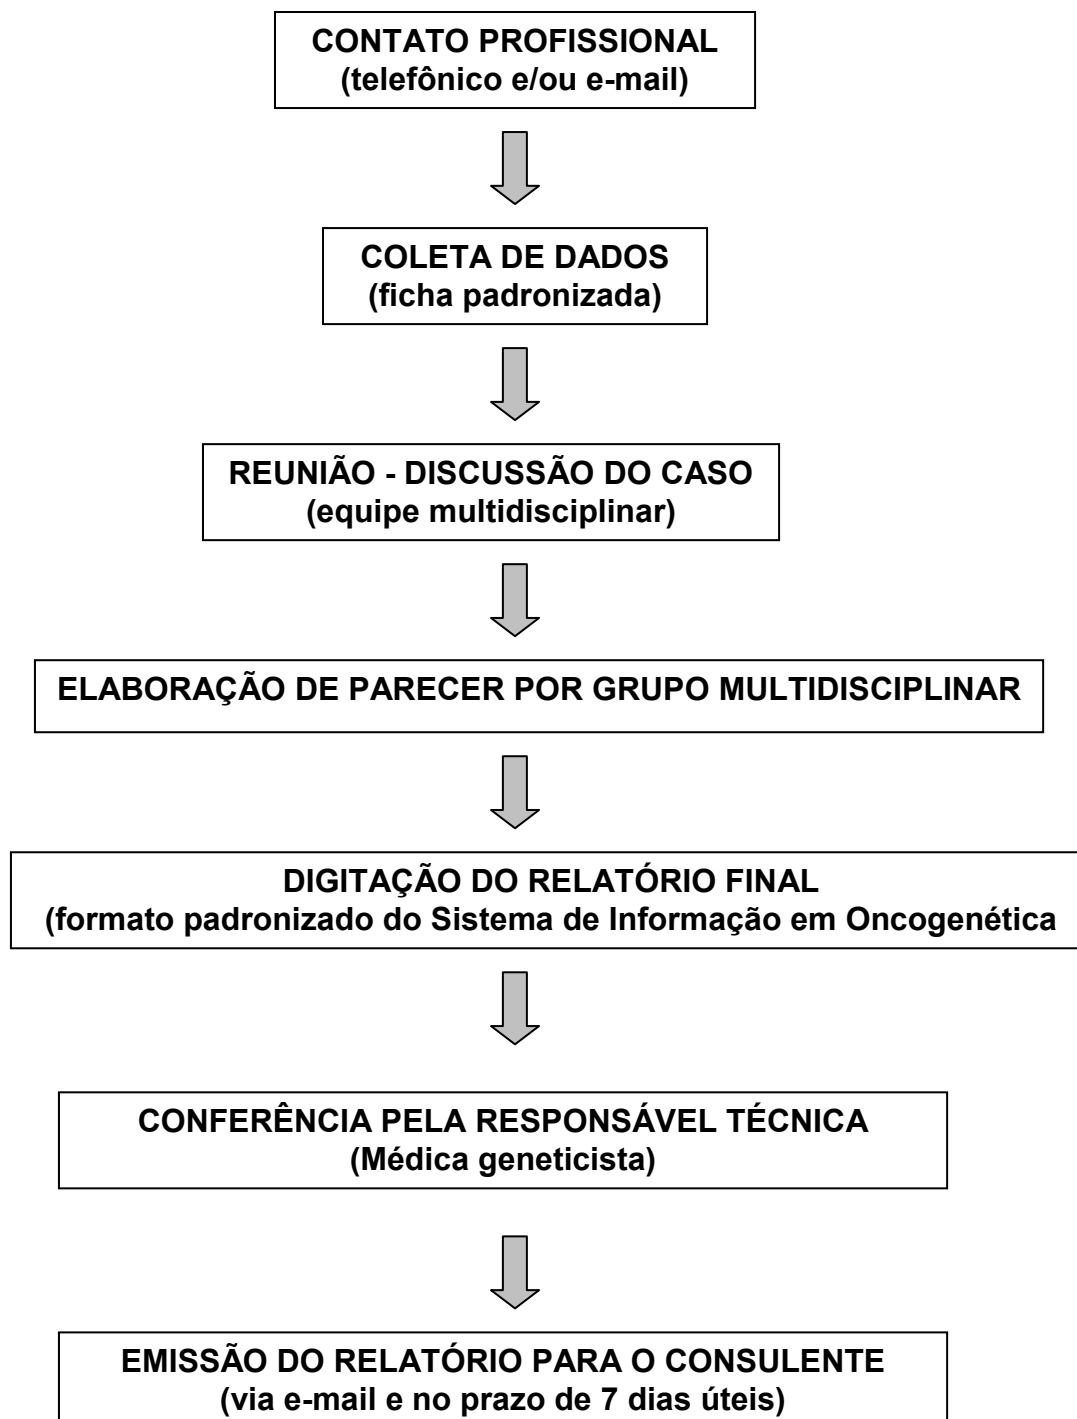 CONTATO PROFISSIONAL
(telefônico e/ou e-mail)
COLETA DE DADOS
(ficha padronizada)
REUNIÃO - DISCUSSÃO DO CASO
(equipe multidisciplinar)
ELABORAÇÃO DE PARECER POR GRUPO MULTIDISCIPLINAR
DIGITAÇÃO DO RELATÓRIO FINAL
(formato padronizado do Sistema de Informação em Oncogenética
CONFERÊNCIA PELA RESPONSÁVEL TÉCNICA
(Médica geneticista)
EMISSÃO DO RELATÓRIO PARA O CONSULENTE
(via e-mail e no prazo de 7 dias úteis)